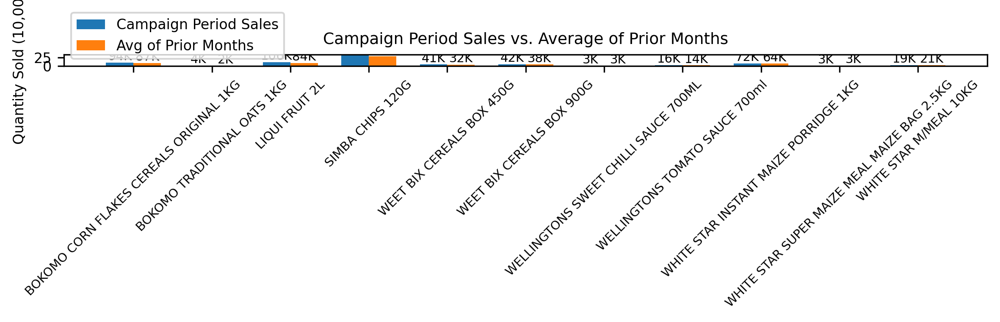 Campaign Period Sales
Avg of Prior Months
Campaign Period Sales vs. Average of Prior Months
Quantity Sold (10,00
25
0
94K 87K 4K 2K 106K 84K 41K 32K 42K 38K 3K 3K 16K 14K 72K 64K 3K 3K 19K 21K
BOKOMO CORN FLAKES CEREALS ORIGINAL 1KG
BOKOMO TRADITIONAL OATS 1KG
LIQUI FRUIT 2L
SIMBA CHIPS 120G
WEET BIX CEREALS BOX 450G
WEET BIX CEREALS BOX 900G
WELLINGTONS SWEET CHILLI SAUCE 700ML
WELLINGTONS TOMATO SAUCE 700ml
WHITE STAR INSTANT MAIZE PORRIDGE 1KG
WHITE STAR SUPER MAIZE MEAL MAIZE BAG 2.5KG
WHITE STAR M/MEAL 10KG